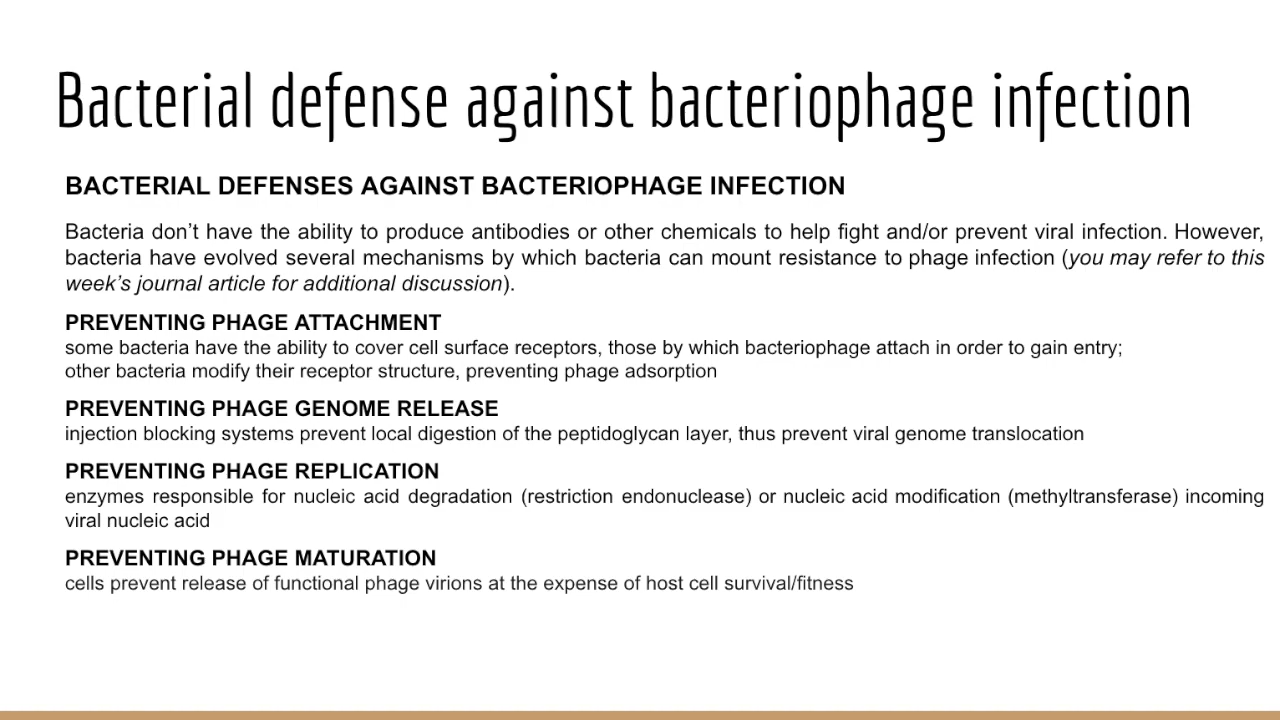 Bacterial defense against bacteriophage infection
BACTERIAL DEFENSES AGAINST BACTERIOPHAGE INFECTION
Bacteria don’t have the ability to produce antibodies or other chemicals to help fight and/or prevent viral infection. However,
bacteria have evolved several mechanisms by which bacteria can mount resistance to phage infection (you may refer to this
week’s journal article for additional discussion).
PREVENTING PHAGE ATTACHMENT
some bacteria have the ability to cover cell surface receptors, those by which bacteriophage attach in order to gain entry;
other bacteria modify their receptor structure, preventing phage adsorption
PREVENTING PHAGE GENOME RELEASE
injection blocking systems prevent local digestion of the peptidoglycan layer, thus prevent viral genome translocation
PREVENTING PHAGE REPLICATION
enzymes responsible for nucleic acid degradation (restriction endonuclease) or nucleic acid modification (methyltransferase) incoming
viral nucleic acid
PREVENTING PHAGE MATURATION
cells prevent release of functional phage virions at the expense of host cell survival/fitness